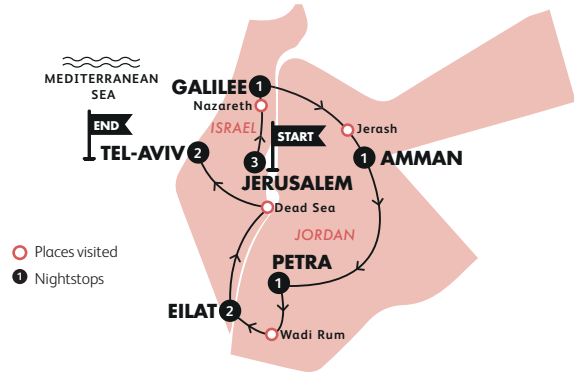 MEDITERRANEAN
SEA
END
GALILEE 1
Nazareth
ISRAEL
START
Jerash
TEL-AVIV 2
1 AMMAN
3
JERUSALEM
Dead Sea
JORDAN
Places visited
1 Nightstops
PETRA
1
EILAT 2
Wadi Rum